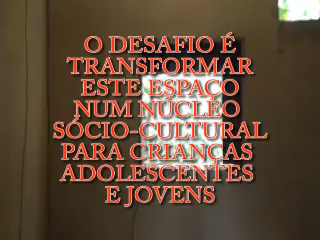 O DESAFIO É
TRANSFORMAR
ESTE ESPAÇO
NUM NÚCLEO
SÓCIO-CULTURAL
PARA CRIANÇAS
ADOLESCENTES
E JOVENS